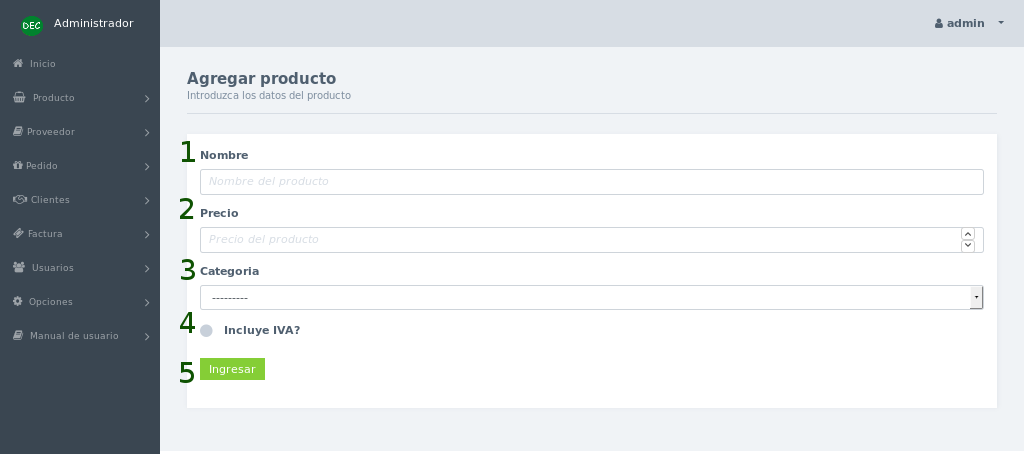 DEC Administrador
admin
Inicio
Producto
Proveedor
Pedido
Clientes
Factura
Usuarios
Opciones
Manual de usuario
Agregar producto
Introduzca los datos del producto
1 Nombre
Nombre del producto
2 Precio
Precio del producto
3 Categoria
---------
4 Incluye IVA?
5 Ingresar